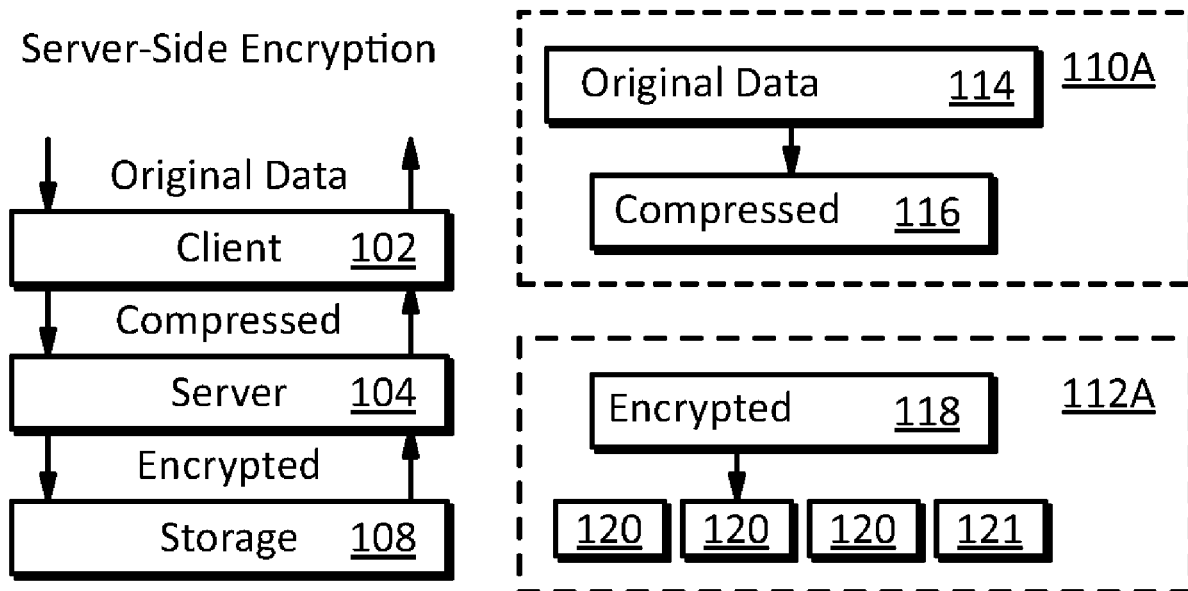 Server-Side Encryption
Original Data
Client 102
Compressed
Server 104
Encrypted
Storage 108
Original Data 114
110A
Compressed 116
Encrypted 118
112A
120 120 120 121